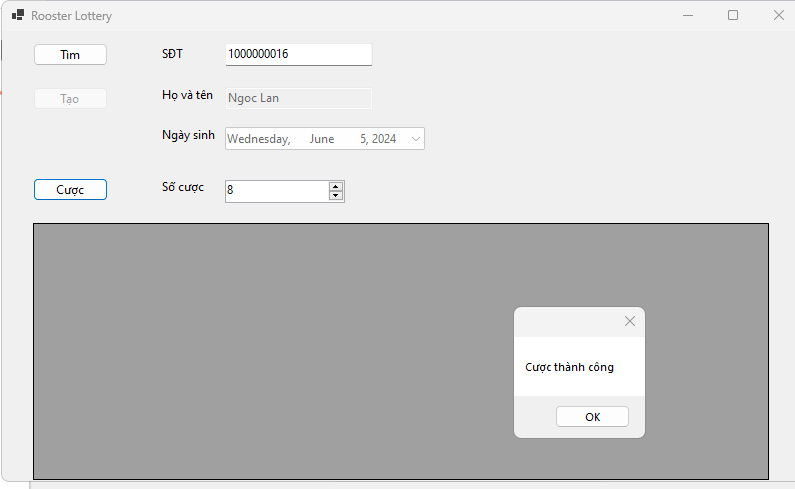 Rooster Lottery
Tìm SĐT 1000000016
Tạo Họ và tên Ngoc Lan
Ngày sinh Wednesday, June 5, 2024
Cược Số cược 8
Cược thành công
OK